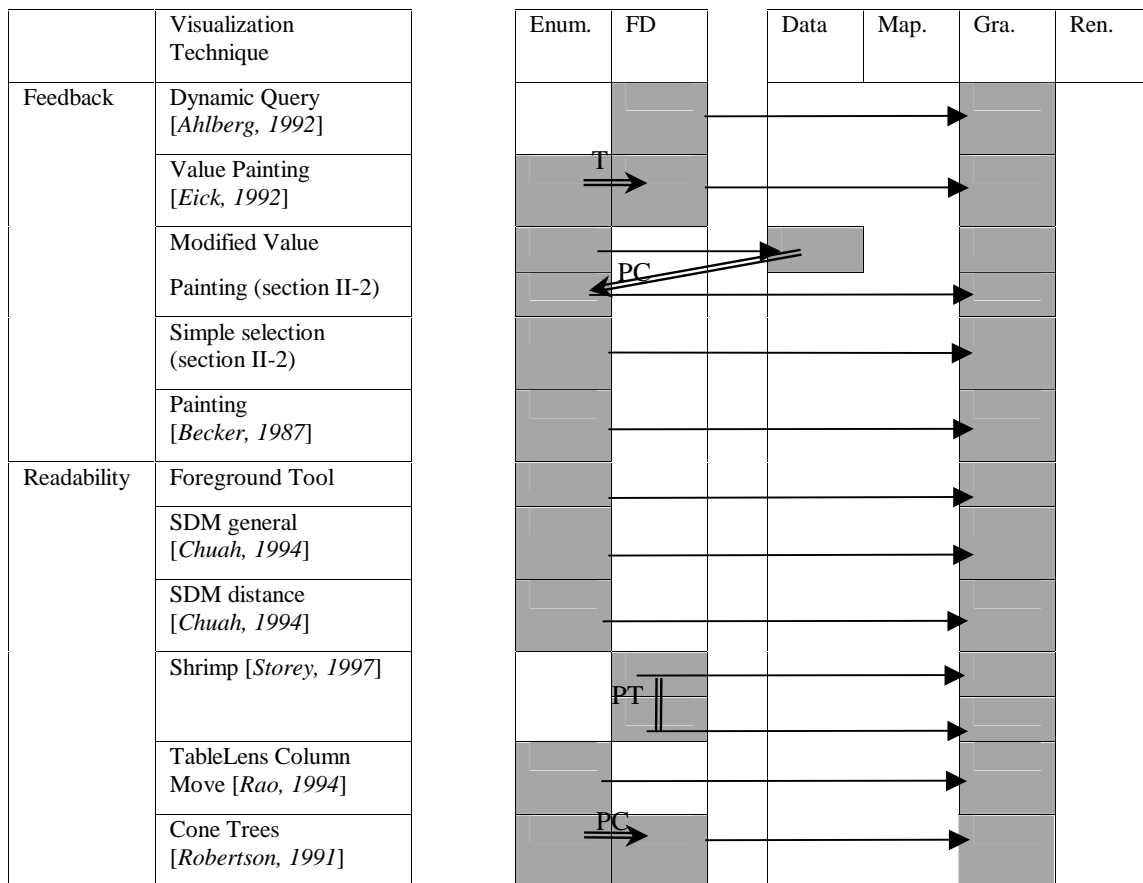 Visualization Technique Enum. FD Data Map. Gra. Ren.
Feedback Dynamic Query
[Ahlberg, 1992]
Value Painting T
[Eick, 1992]
Modified Value
Painting (section II-2) PC
Simple selection
(section II-2)
Painting
[Becker, 1987]
Readability Foreground Tool
SDM general
[Chuah, 1994]
SDM distance
[Chuah, 1994]
Shrimp [Storey, 1997]
PT
TableLens Column
Move [Rao, 1994]
Cone Trees PC
[Robertson, 1991]